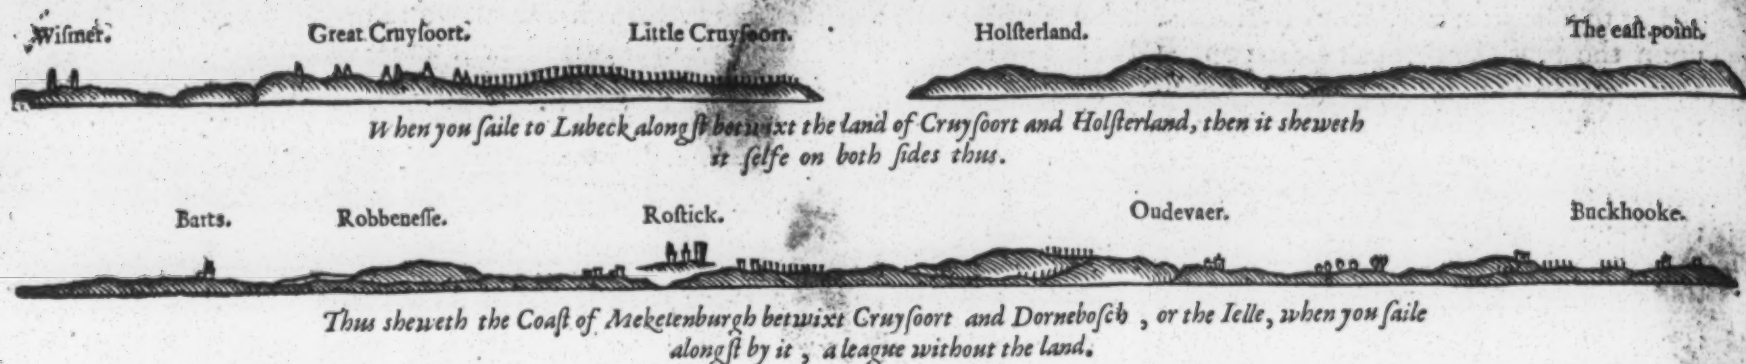 Wiſmer. Great Cruyſoort. Little Cruyſoort. Holſterland. The eaſt point.
When you ſaile to Lubeck alongſt betwixt the land of Cruyſoort and Holſterland, then it sheweth
it ſelfe on both ſides thus.
Barts. Robbeneſſe. Roſtick. Oudevaer. Buckhooke.
Thus sheweth the Coaſt of Mekelenburgh betwixt Cruyſoort and Dorneboſch, or the Ielle, when you ſaile
alongſt by it, a league without the land.